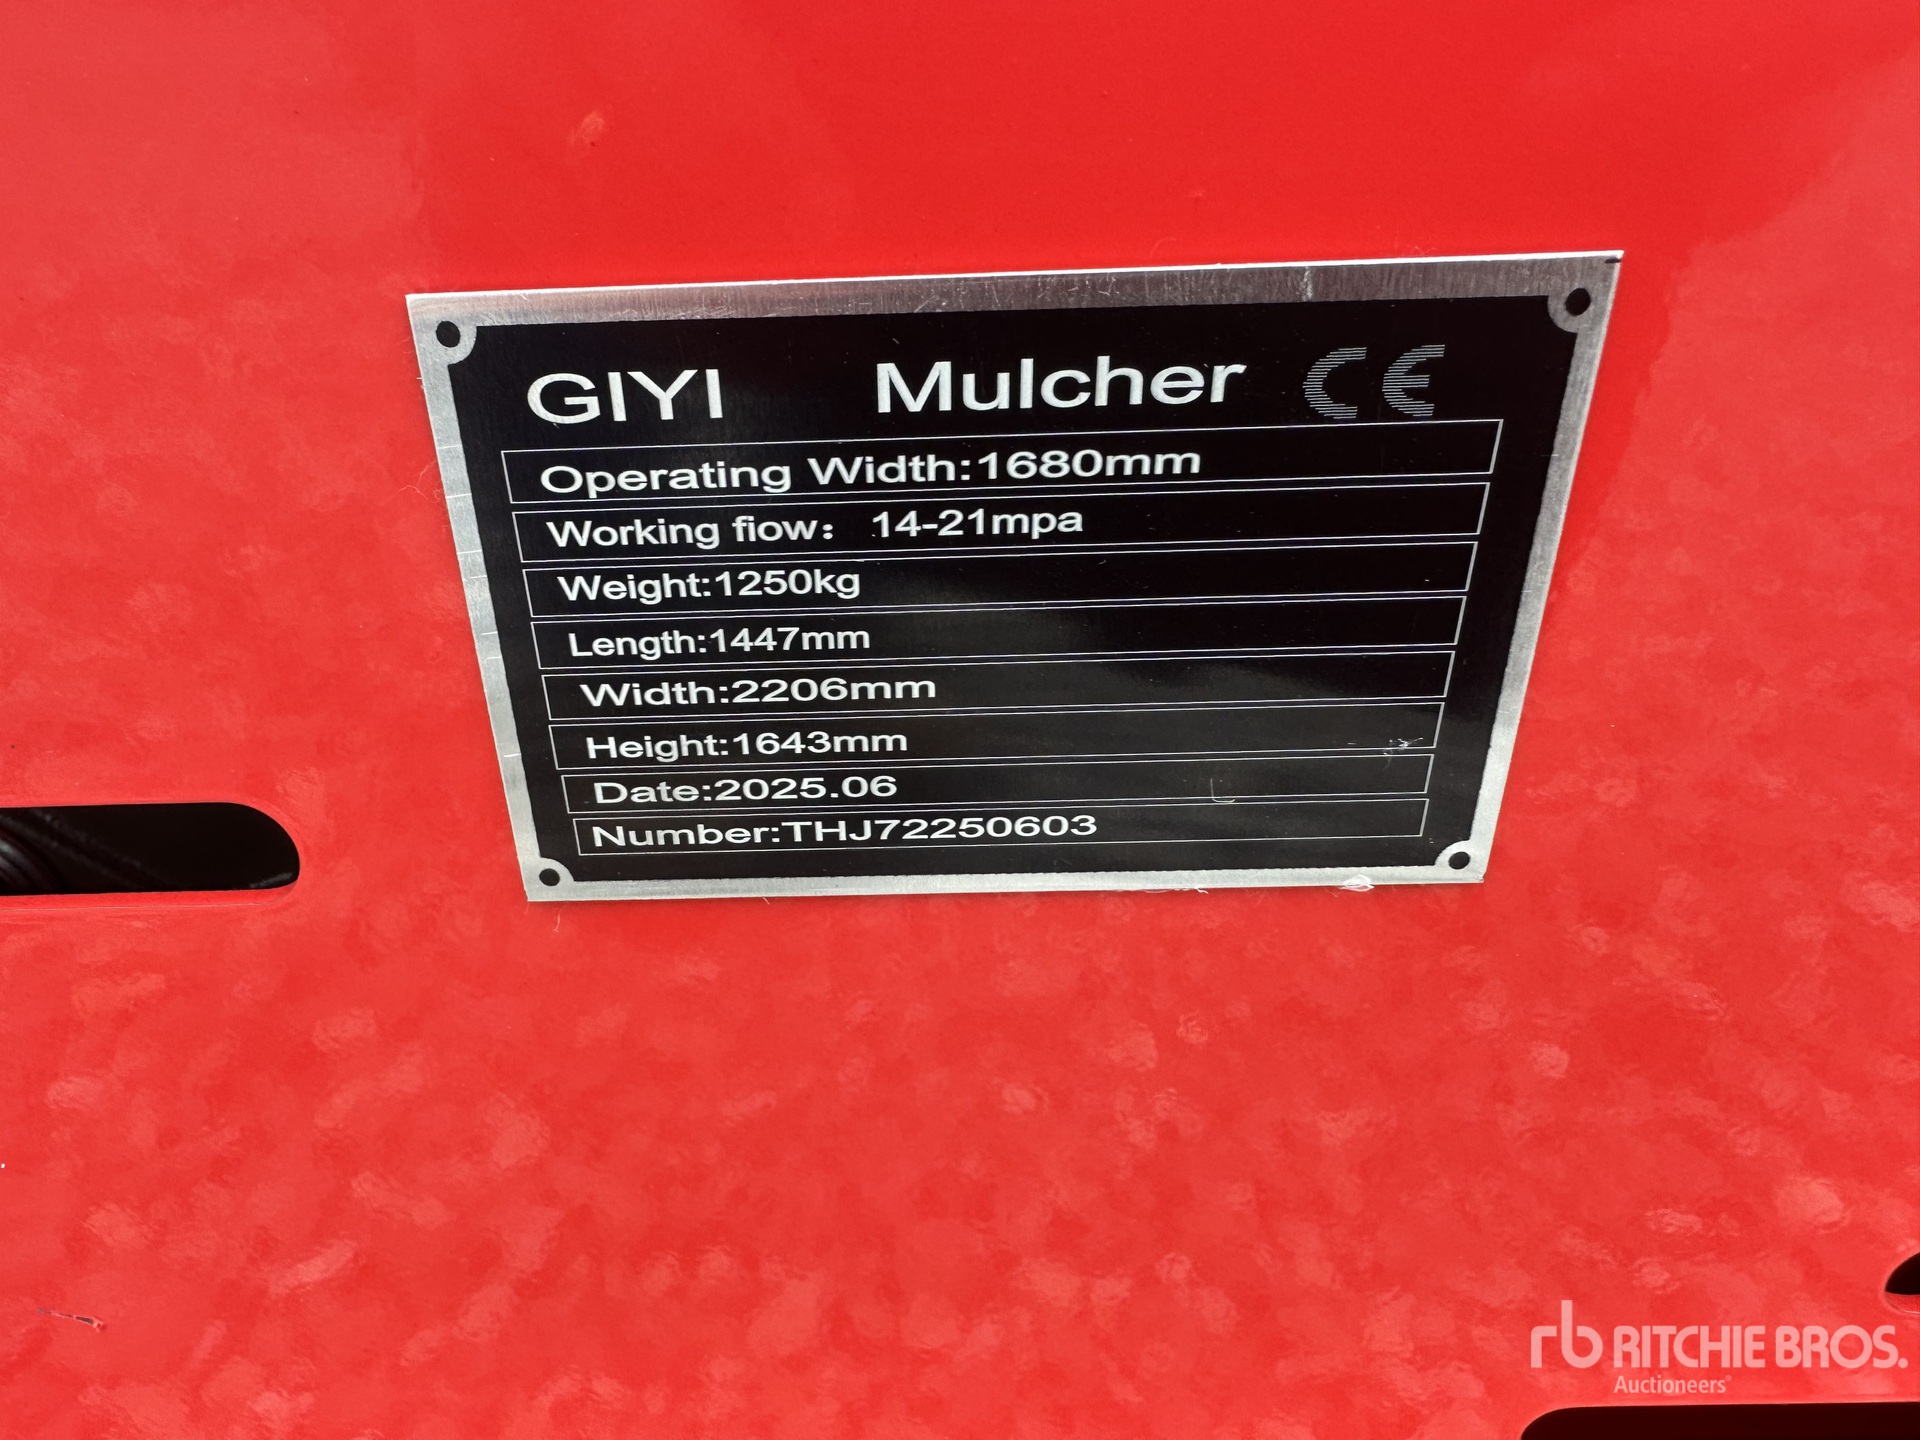 GIYI Mulcher CE
Operating Width:1680mm
Working fiow： 14-21mpa
Weight:1250kg
Length:1447mm
Width:2206mm
Height:1643mm
Date:2025.06
Number:THJ72250603
rb RITCHIE BROS.
Auctioneers